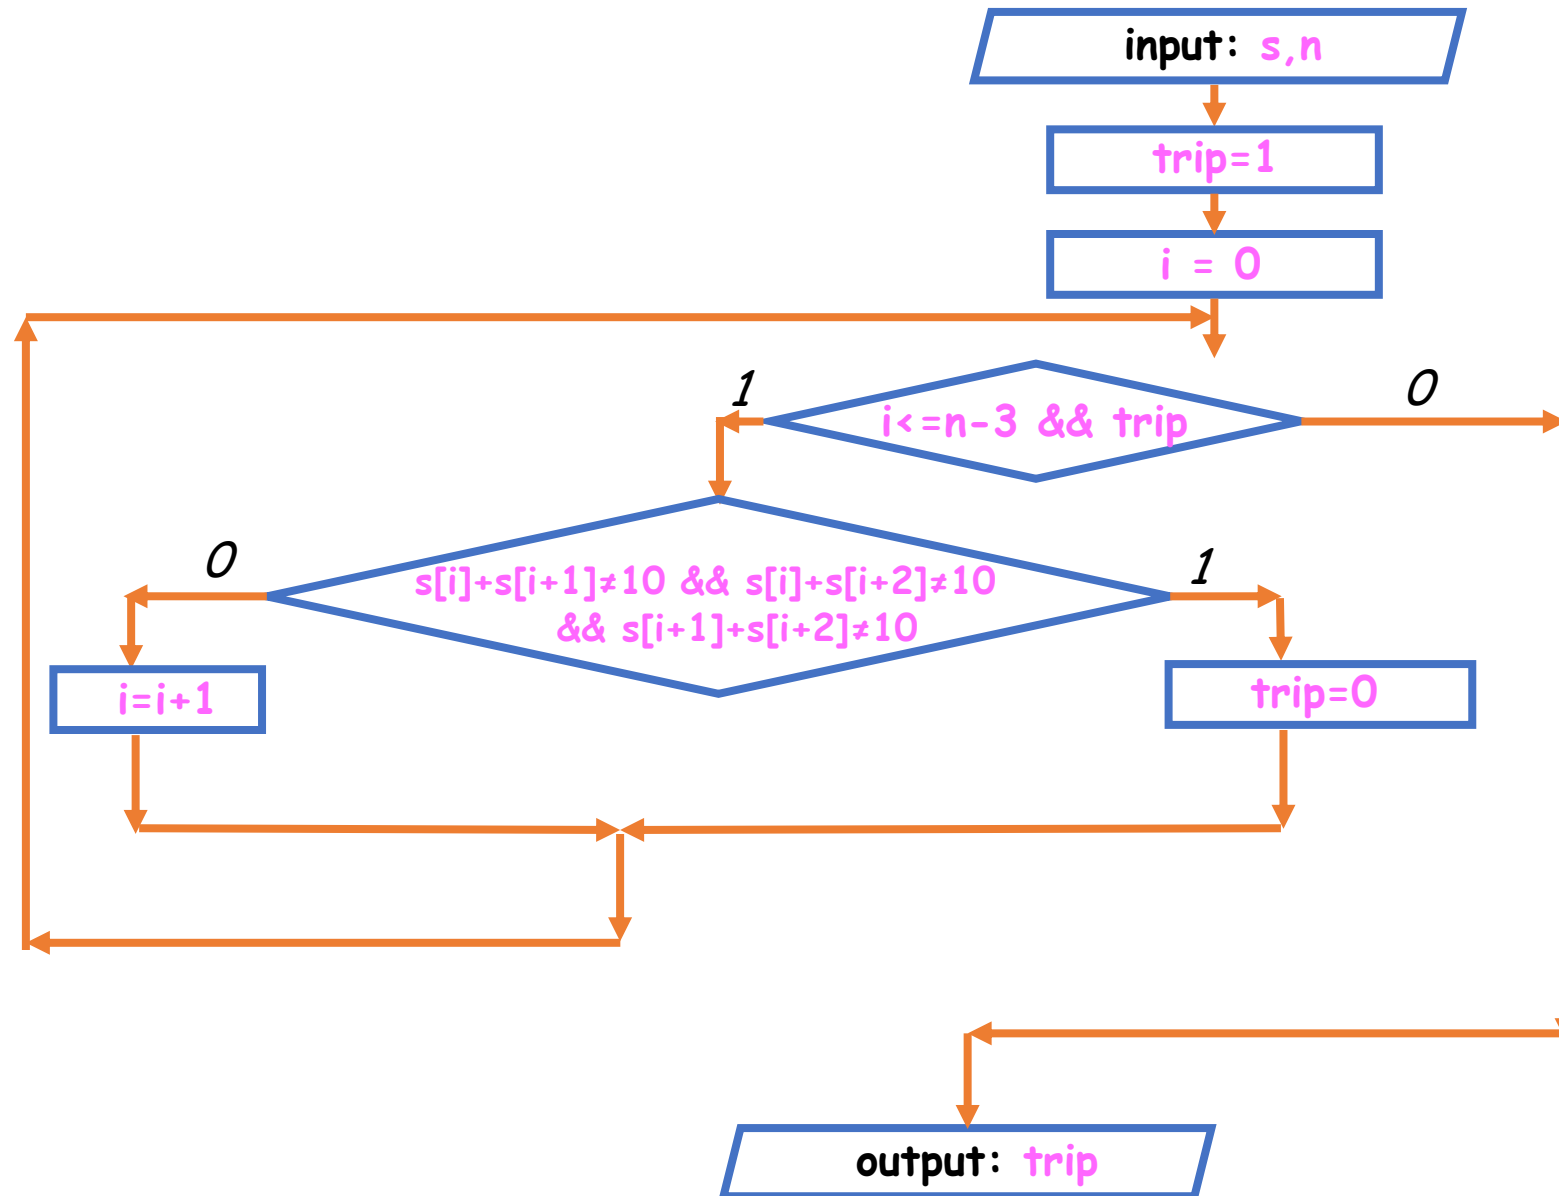 input: s,n
trip=1
i = 0
1
i<=n-3 && trip
0
0
s[i]+s[i+1]≠10 && s[i]+s[i+2]≠10
&& s[i+1]+s[i+2]≠10
1
i=i+1
trip=0
output: trip